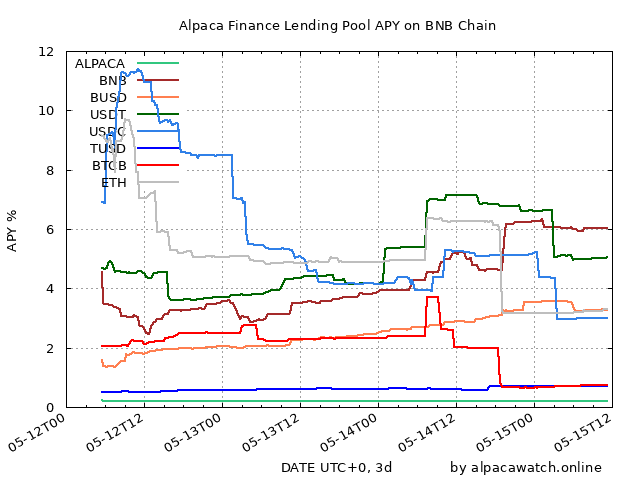 Alpaca Finance Lending Pool APY on BNB Chain
APY %
12
10
8
6
4
2
0
ALPACA
BNB
BUSD
USDT
USDC
TUSD
BTCB
ETH
05-12T00
05-12T12
05-13T00
05-13T12
05-14T00
05-14T12
05-15T00
05-15T12
DATE UTC+0, 3d
by alpacawatch.online